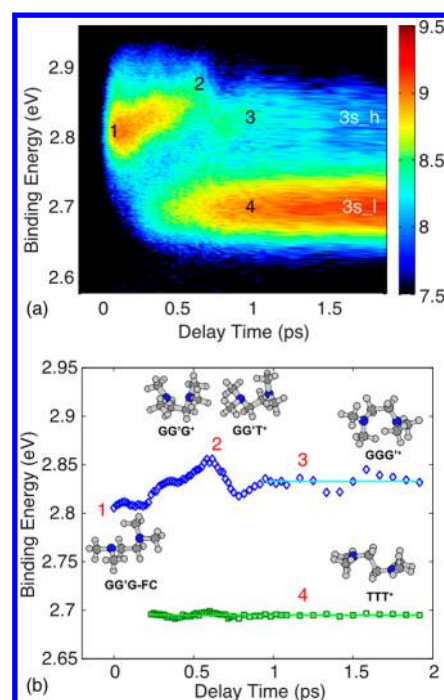 9.5
9
8.5
8
7.5
2.9
2.8
2.7
2.6
Binding Energy (eV)
1
2
3
4
3s_h
3s_l
0
0.5
1
1.5
(a)
Delay Time (ps)
2.95
2.9
2.85
2.8
2.75
2.7
2.65
Binding Energy (eV)
GG'G⁺
GG'T⁺
2
3
GGG'⁺
1
GG'G-FC
4
TTT⁺
0
0.5
1
1.5
2
(b)
Delay Time (ps)